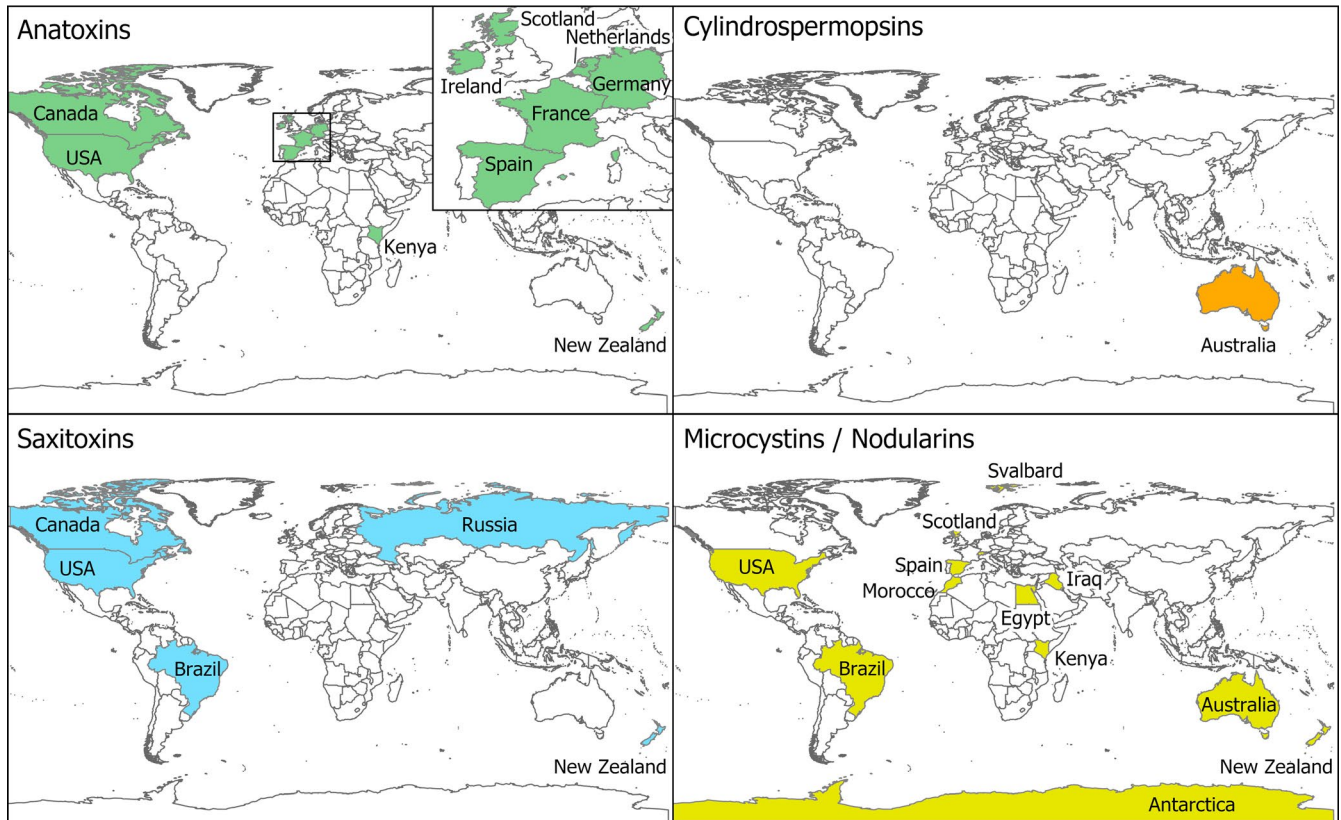 Anatoxins
Scotland
Netherlands
Ireland
Germany
France
Spain
Canada
USA
Kenya
New Zealand
Cylindrospermopsins
Australia
Saxitoxins
Canada
USA
Russia
Brazil
New Zealand
Microcystins / Nodularins
Svalbard
Scotland
USA
Spain
Iraq
Morocco
Egypt
Kenya
Brazil
Australia
New Zealand
Antarctica